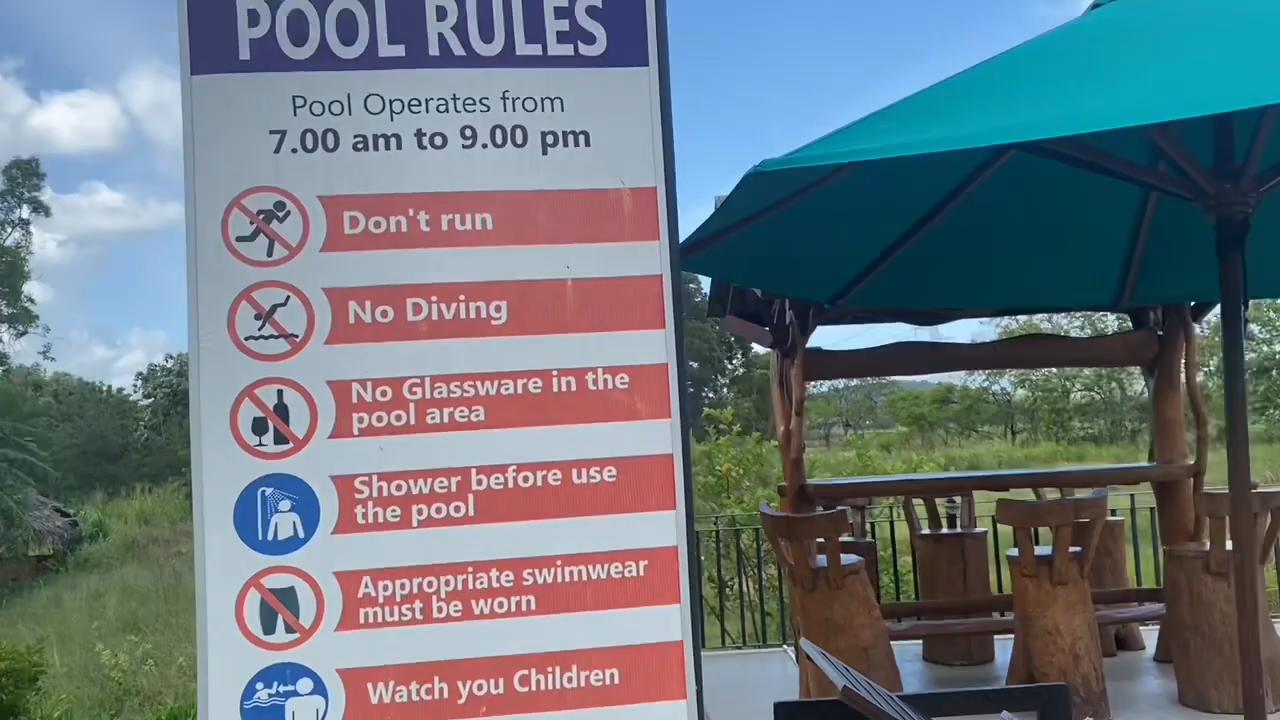 POOL RULES
Pool Operates from
7.00 am to 9.00 pm
Don't run
No Diving
No Glassware in the
pool area
Shower before use
the pool
Appropriate swimwear
must be worn
Watch you Children